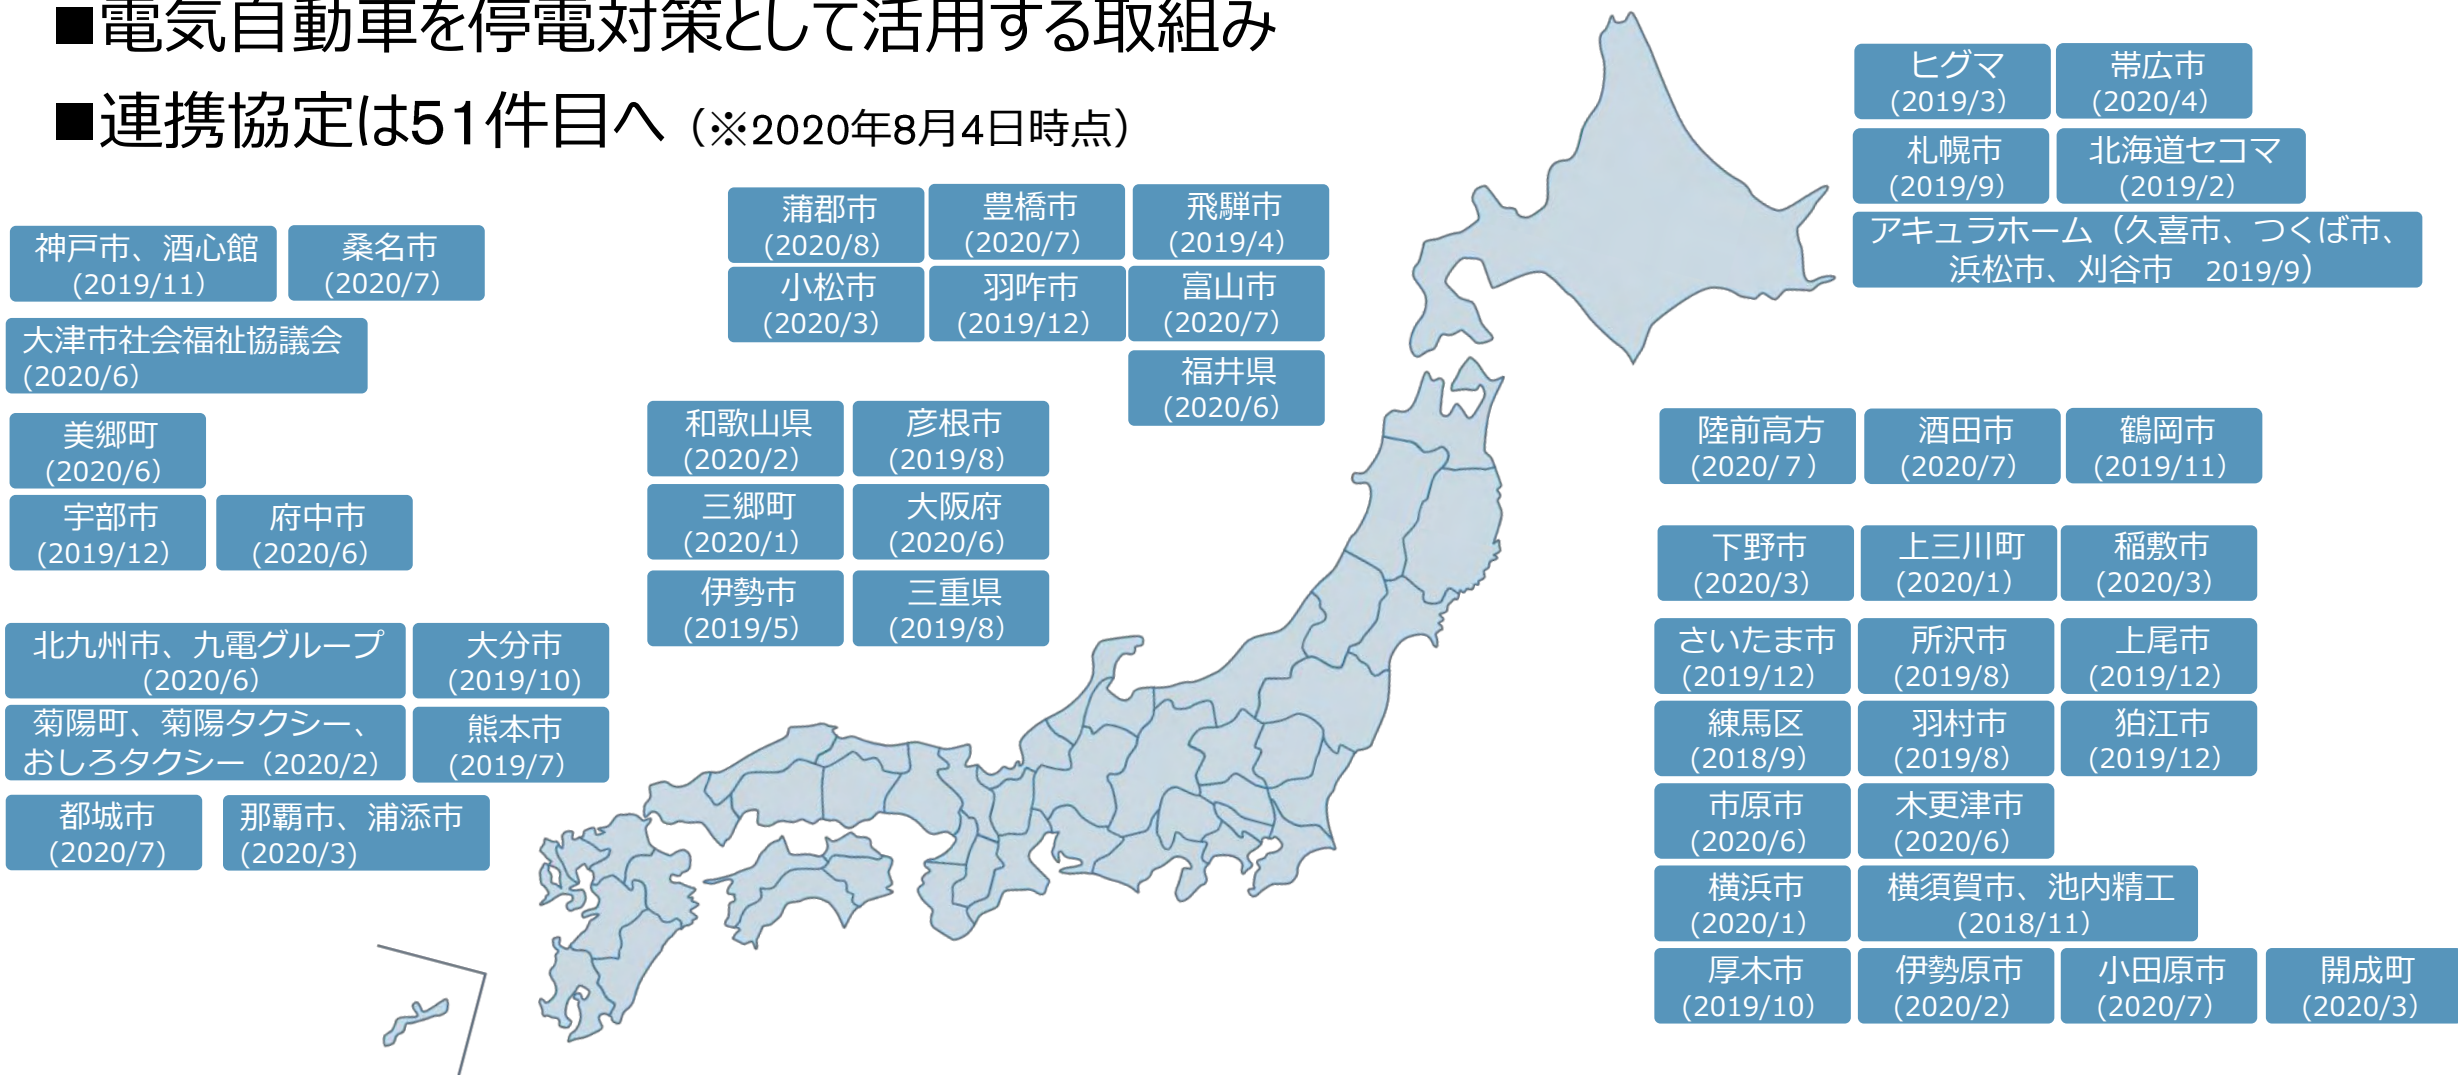 ■電気自動車を停電対策として活用する取組み
■連携協定は51件目へ（※2020年8月4日時点）
ヒグマ
(2019/3)
帯広市
(2020/4)
札幌市
(2019/9)
北海道セコマ
(2019/2)
アキュラホーム（久喜市、つくば市、
浜松市、刈谷市　2019/9）
蒲郡市
(2020/8)
豊橋市
(2020/7)
飛騨市
(2019/4)
小松市
(2020/3)
羽咋市
(2019/12)
富山市
(2020/7)
福井県
(2020/6)
神戸市、酒心館
(2019/11)
桑名市
(2020/7)
大津市社会福祉協議会
(2020/6)
美郷町
(2020/6)
宇部市
(2019/12)
府中市
(2020/6)
和歌山県
(2020/2)
彦根市
(2019/8)
三郷町
(2020/1)
大阪府
(2020/6)
伊勢市
(2019/5)
三重県
(2019/8)
北九州市、九電グループ
(2020/6)
大分市
(2019/10)
菊陽町、菊陽タクシー、
おしろタクシー（2020/2）
熊本市
(2019/7)
都城市
(2020/7)
那覇市、浦添市
(2020/3)
陸前高方
(2020/７)
酒田市
(2020/7)
鶴岡市
(2019/11)
下野市
(2020/3)
上三川町
(2020/1)
稲敷市
(2020/3)
さいたま市
(2019/12)
所沢市
(2019/8)
上尾市
(2019/12)
練馬区
(2018/9)
羽村市
(2019/8)
狛江市
(2019/12)
市原市
(2020/6)
木更津市
(2020/6)
横浜市
(2020/1)
横須賀市、池内精工
(2018/11)
厚木市
(2019/10)
伊勢原市
(2020/2)
小田原市
(2020/7)
開成町
(2020/3)